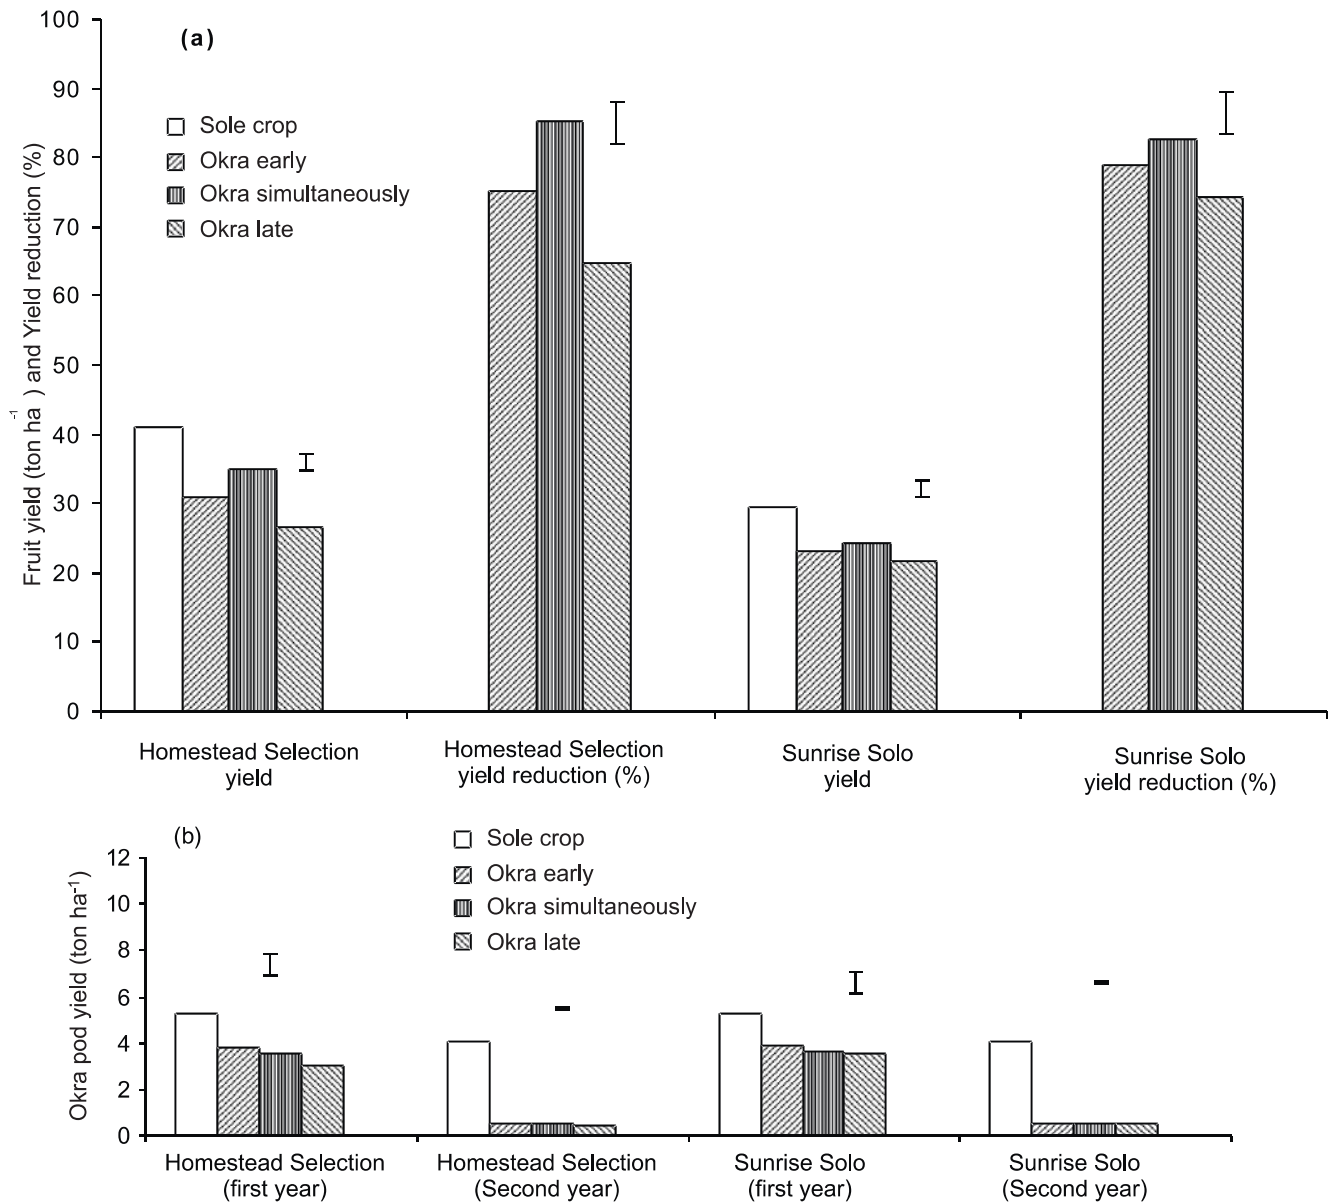 (a)
Fruit yield (ton ha⁻¹) and Yield reduction (%)
100
90
80
70
60
50
40
30
20
10
0
Sole crop
Okra early
Okra simultaneously
Okra late
Homestead Selection
yield
Homestead Selection
yield reduction (%)
Sunrise Solo
yield
Sunrise Solo
yield reduction (%)
(b)
Okra pod yield (ton ha⁻¹)
12
10
8
6
4
2
0
Sole crop
Okra early
Okra simultaneously
Okra late
Homestead Selection
(first year)
Homestead Selection
(Second year)
Sunrise Solo
(first year)
Sunrise Solo
(Second year)